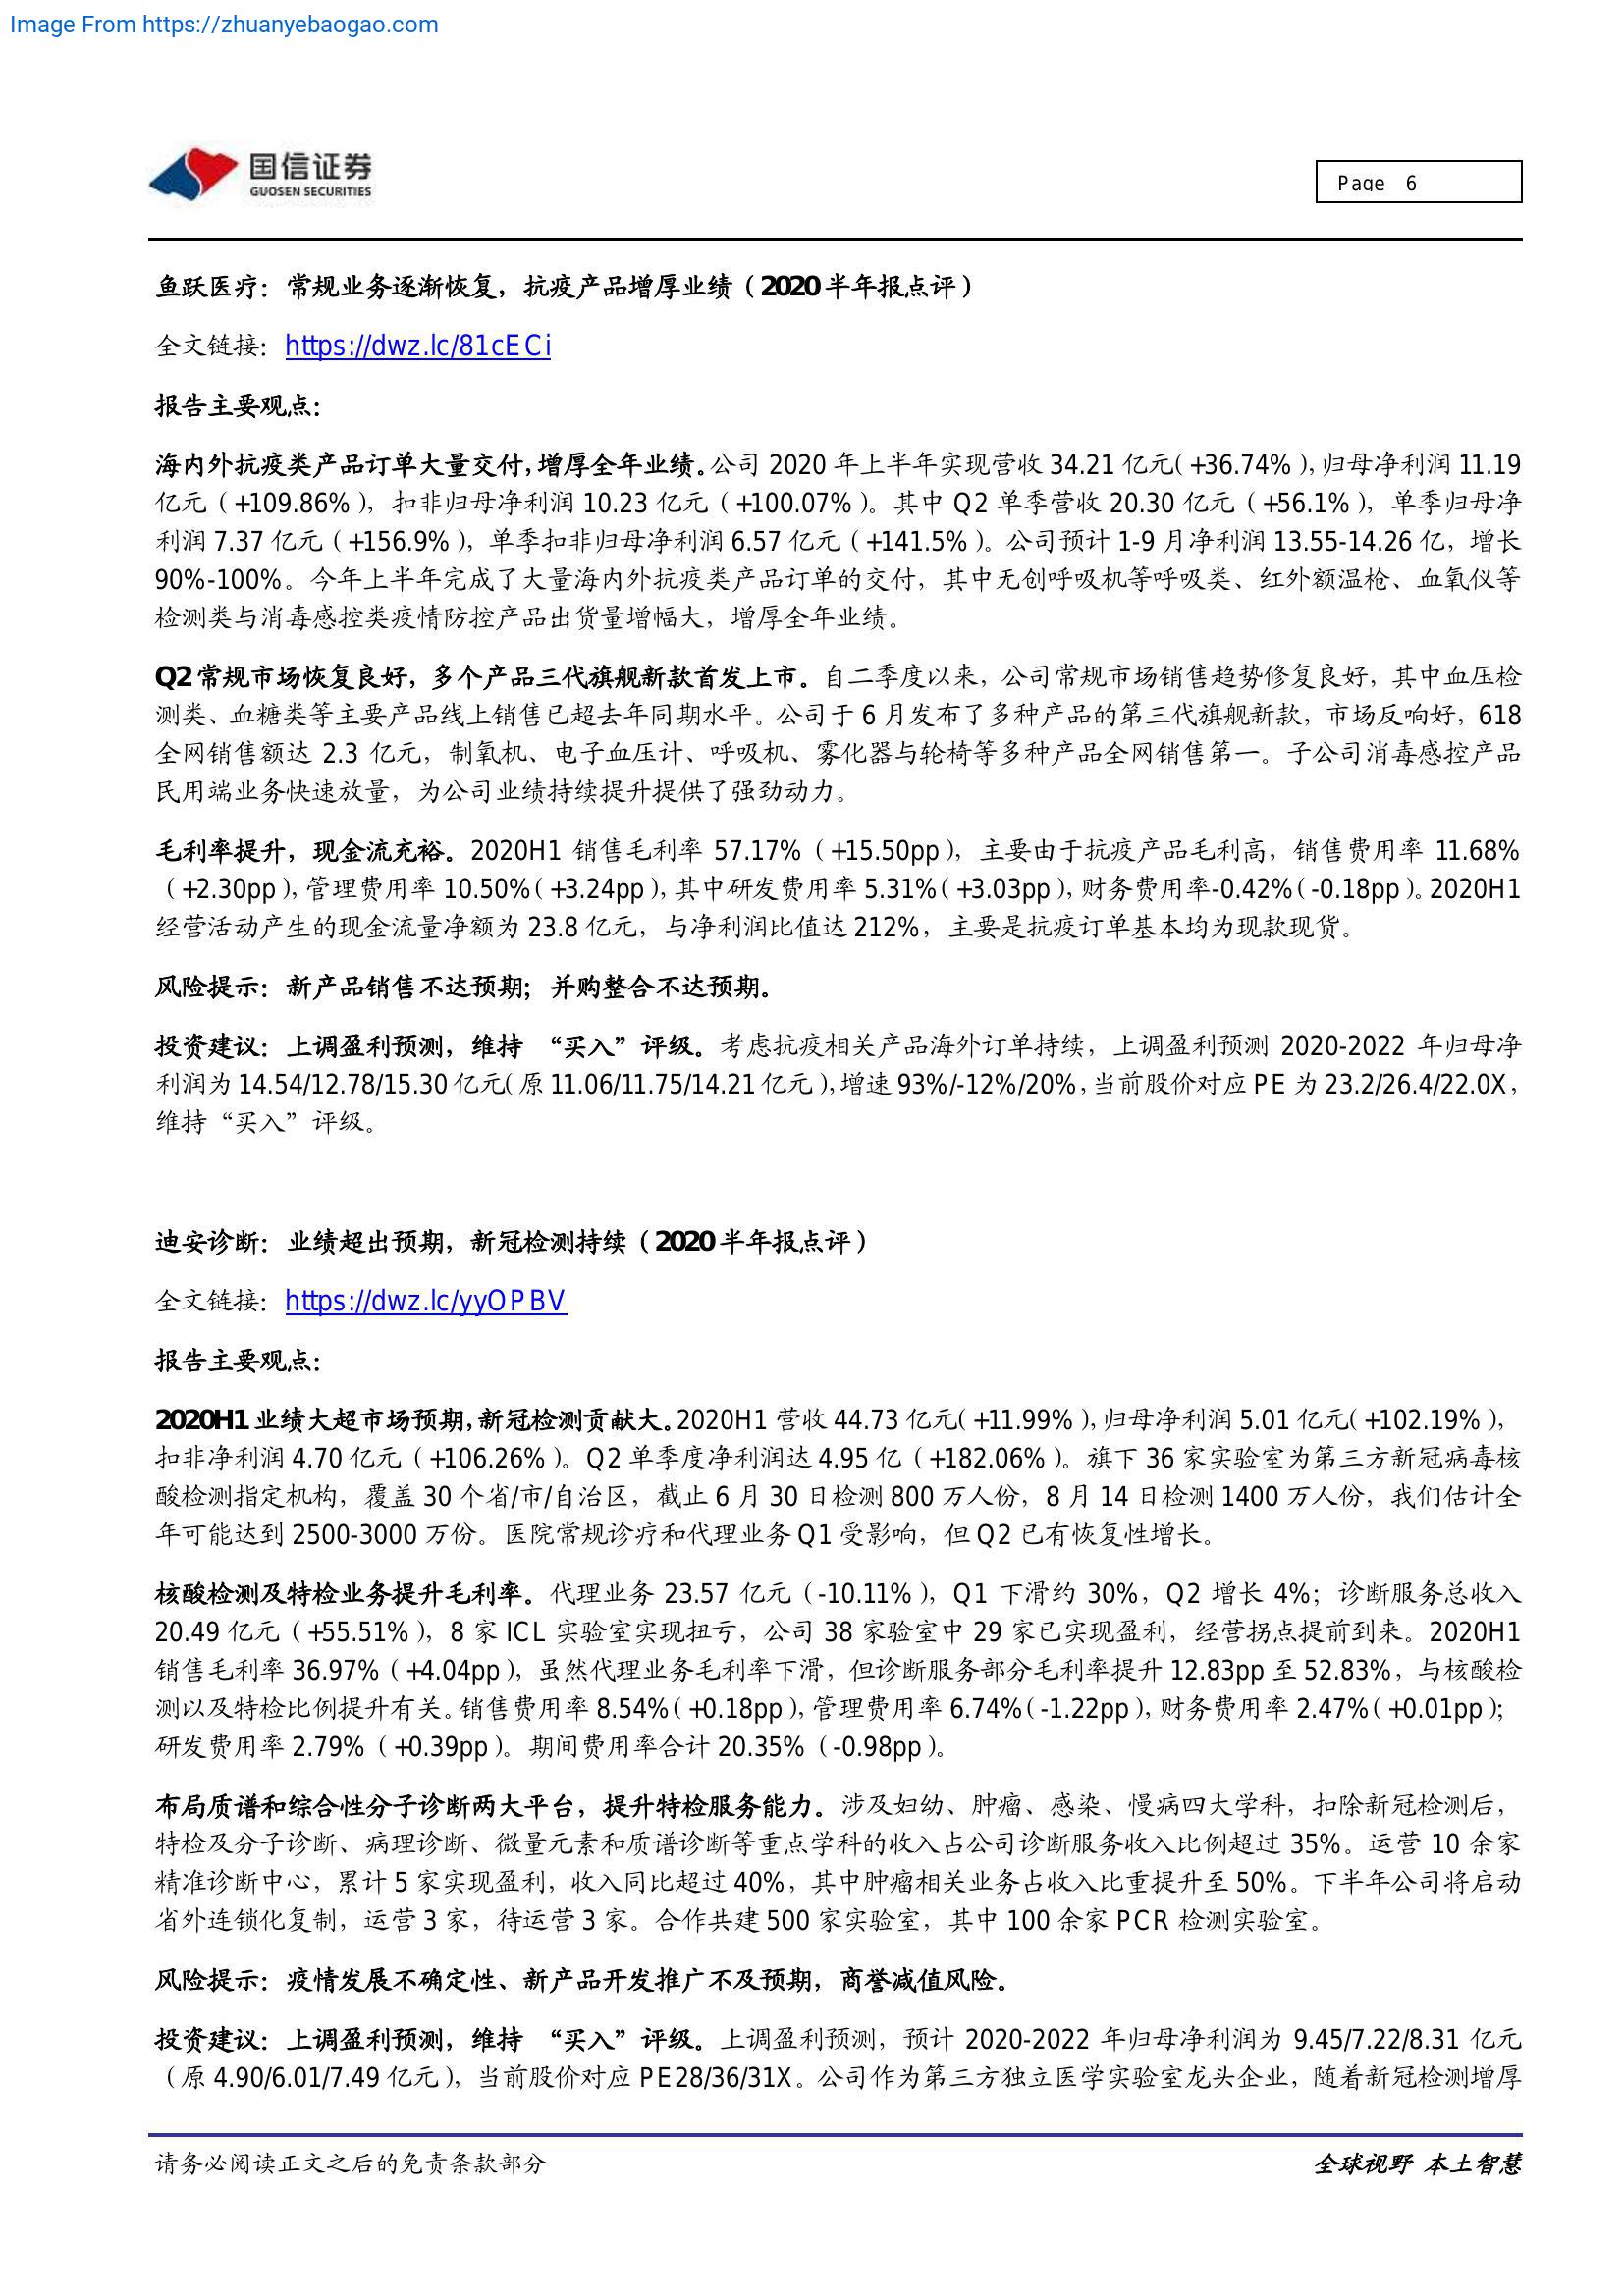 Image From https://zhuanyebaogao.com
国信证券
GUOSEN SECURITIES
Page 6
鱼跃医疗：常规业务逐渐恢复，抗疫产品增厚业绩（2020 半年报点评）
全文链接：https://dwz.lc/81cECi
报告主要观点：
海内外抗疫类产品订单大量交付，增厚全年业绩。公司 2020 年上半年实现营收 34.21 亿元（+36.74%），归母净利润 11.19
亿元（+109.86%），扣非归母净利润 10.23 亿元（+100.07%）。其中 Q2 单季营收 20.30 亿元（+56.1%），单季归母净
利润 7.37 亿元（+156.9%），单季扣非归母净利润 6.57 亿元（+141.5%）。公司预计 1-9 月净利润 13.55-14.26 亿，增长
90%-100%。今年上半年完成了大量海内外抗疫类产品订单的交付，其中无创呼吸机等呼吸类、红外额温枪、血氧仪等
检测类与消毒感控类疫情防控产品出货量增幅大，增厚全年业绩。
Q2 常规市场恢复良好，多个产品三代旗舰新款首发上市。自二季度以来，公司常规市场销售趋势修复良好，其中血压检
测类、血糖类等主要产品线上销售已超去年同期水平。公司于 6 月发布了多种产品的第三代旗舰新款，市场反响好，618
全网销售额达 2.3 亿元，制氧机、电子血压计、呼吸机、雾化器与轮椅等多种产品全网销售第一。子公司消毒感控产品
民用端业务快速放量，为公司业绩持续提升提供了强劲动力。
毛利率提升，现金流充裕。2020H1 销售毛利率 57.17%（+15.50pp），主要由于抗疫产品毛利高，销售费用率 11.68%
（+2.30pp），管理费用率 10.50%（+3.24pp），其中研发费用率 5.31%（+3.03pp），财务费用率-0.42%（-0.18pp）。2020H1
经营活动产生的现金流量净额为 23.8 亿元，与净利润比值达 212%，主要是抗疫订单基本均为现款现货。
风险提示：新产品销售不达预期；并购整合不达预期。
投资建议：上调盈利预测，维持 “买入”评级。考虑抗疫相关产品海外订单持续，上调盈利预测 2020-2022 年归母净
利润为 14.54/12.78/15.30 亿元（原 11.06/11.75/14.21 亿元），增速 93%/-12%/20%，当前股价对应 PE 为 23.2/26.4/22.0X，
维持“买入”评级。
迪安诊断：业绩超出预期，新冠检测持续（2020 半年报点评）
全文链接：https://dwz.lc/yyOPBV
报告主要观点：
2020H1 业绩大超市场预期，新冠检测贡献大。2020H1 营收 44.73 亿元（+11.99%），归母净利润 5.01 亿元（+102.19%），
扣非净利润 4.70 亿元（+106.26%）。Q2 单季度净利润达 4.95 亿（+182.06%）。旗下 36 家实验室为第三方新冠病毒核
酸检测指定机构，覆盖 30 个省/市/自治区，截止 6 月 30 日检测 800 万人份，8 月 14 日检测 1400 万人份，我们估计全
年可能达到 2500-3000 万份。医院常规诊疗和代理业务 Q1 受影响，但 Q2 已有恢复性增长。
核酸检测及特检业务提升毛利率。代理业务 23.57 亿元（-10.11%），Q1 下滑约 30%，Q2 增长 4%；诊断服务总收入
20.49 亿元（+55.51%），8 家 ICL 实验室实现扭亏，公司 38 家验室中 29 家已实现盈利，经营拐点提前到来。2020H1
销售毛利率 36.97%（+4.04pp），虽然代理业务毛利率下滑，但诊断服务部分毛利率提升 12.83pp 至 52.83%，与核酸检
测以及特检比例提升有关。销售费用率 8.54%（+0.18pp），管理费用率 6.74%（-1.22pp），财务费用率 2.47%（+0.01pp）；
研发费用率 2.79%（+0.39pp）。期间费用率合计 20.35%（-0.98pp）。
布局质谱和综合性分子诊断两大平台，提升特检服务能力。涉及妇幼、肿瘤、感染、慢病四大学科，扣除新冠检测后，
特检及分子诊断、病理诊断、微量元素和质谱诊断等重点学科的收入占公司诊断服务收入比例超过 35%。运营 10 余家
精准诊断中心，累计 5 家实现盈利，收入同比超过 40%，其中肿瘤相关业务占收入比重提升至 50%。下半年公司将启动
省外连锁化复制，运营 3 家，待运营 3 家。合作共建 500 家实验室，其中 100 余家 PCR 检测实验室。
风险提示：疫情发展不确定性、新产品开发推广不及预期，商誉减值风险。
投资建议：上调盈利预测，维持 “买入”评级。上调盈利预测，预计 2020-2022 年归母净利润为 9.45/7.22/8.31 亿元
（原 4.90/6.01/7.49 亿元），当前股价对应 PE28/36/31X。公司作为第三方独立医学实验室龙头企业，随着新冠检测增厚
请务必阅读正文之后的免责条款部分
全球视野 本土智慧